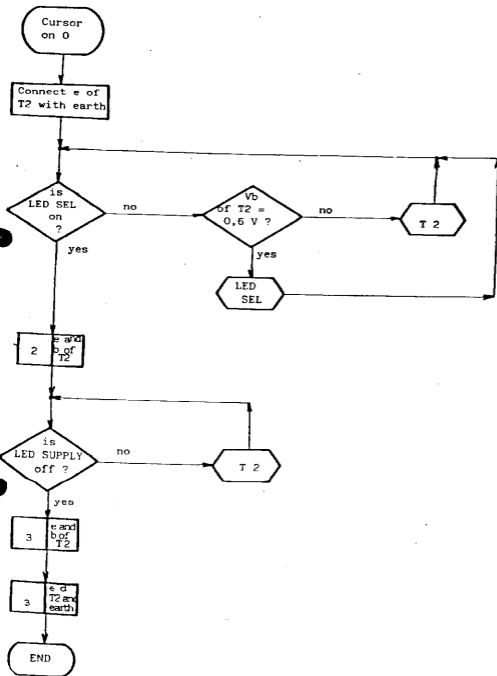 Cursor
on 0
Connect e of
T2 with earth
is
LED SEL
on
?
no
yes
Vb
of T2 =
0,6 V ?
no
yes
T 2
LED
SEL
2
e and
b of
T2
is
LED SUPPLY
off ?
no
yes
T 2
3
e and
b of
T2
3
e d
T2 and
earth
END